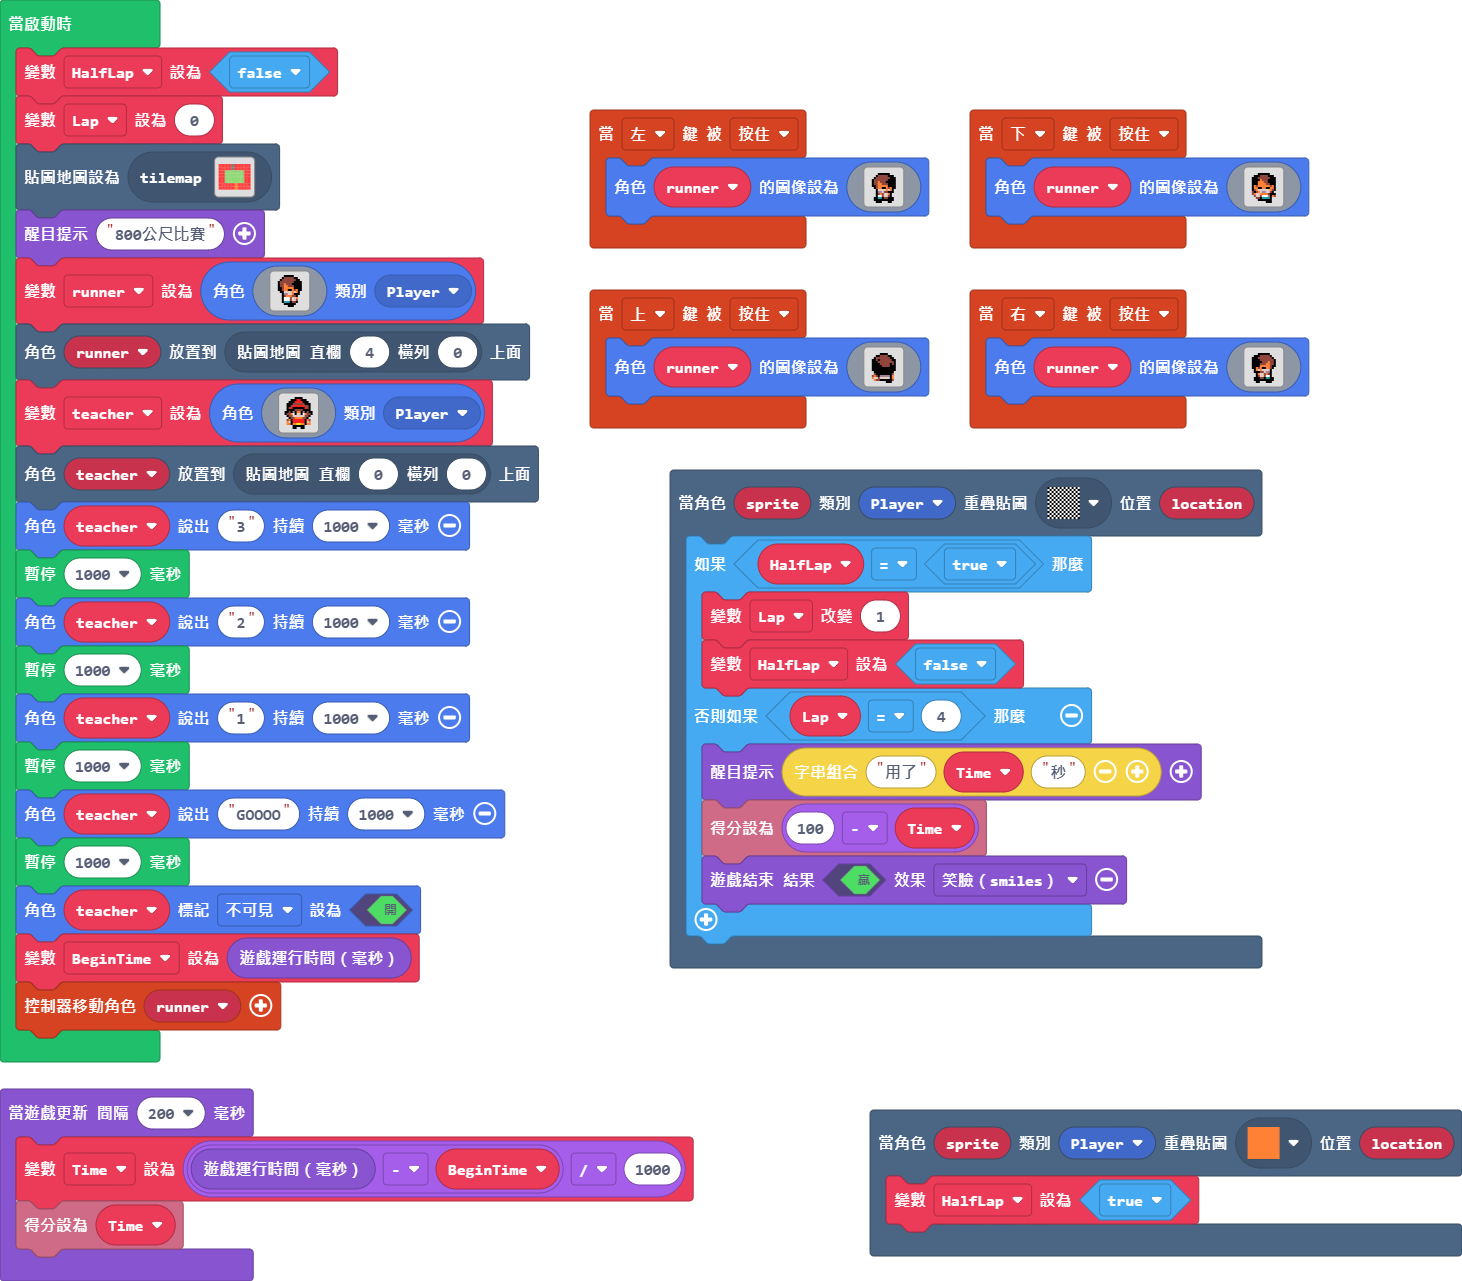 當啟動時
變數 HalfLap 設為 false
變數 Lap 設為 0
貼圖地圖設為 tilemap
醒目提示 "800公尺比賽"
變數 runner 設為 角色 類別 Player
角色 runner 放置到 貼圖地圖 直欄 4 橫列 0 上面
變數 teacher 設為 角色 類別 Player
角色 teacher 放置到 貼圖地圖 直欄 0 橫列 0 上面
角色 teacher 說出 "3" 持續 1000 毫秒
暫停 1000 毫秒
角色 teacher 說出 "2" 持續 1000 毫秒
暫停 1000 毫秒
角色 teacher 說出 "1" 持續 1000 毫秒
暫停 1000 毫秒
角色 teacher 說出 "GOOOO" 持續 1000 毫秒
暫停 1000 毫秒
角色 teacher 標記 不可見 設為 開
變數 BeginTime 設為 遊戲運行時間(毫秒)
控制器移動角色 runner
當遊戲更新 間隔 200 毫秒
變數 Time 設為 遊戲運行時間(毫秒) - BeginTime / 1000
得分設為 Time
當 左 鍵 被 按住
角色 runner 的圖像設為
當 下 鍵 被 按住
角色 runner 的圖像設為
當 上 鍵 被 按住
角色 runner 的圖像設為
當 右 鍵 被 按住
角色 runner 的圖像設為
當角色 sprite 類別 Player 重疊貼圖 位置 location
如果 HalfLap = true 那麼
變數 Lap 改變 1
變數 HalfLap 設為 false
否則如果 Lap = 4 那麼
醒目提示 字串組合 "用了" Time "秒"
得分設為 100 - Time
遊戲結束 結果 贏 效果 笑臉(smiles)
當角色 sprite 類別 Player 重疊貼圖 位置 location
變數 HalfLap 設為 true